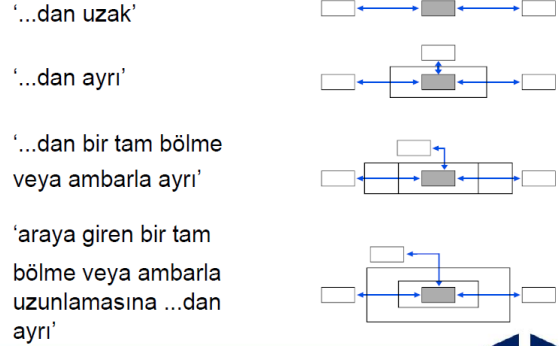 ‘...dan uzak’
‘...dan ayrı’
‘...dan bir tam bölme
veya ambarla ayrı’
‘araya giren bir tam
bölme veya ambarla
uzunlamasına ...dan
ayrı’